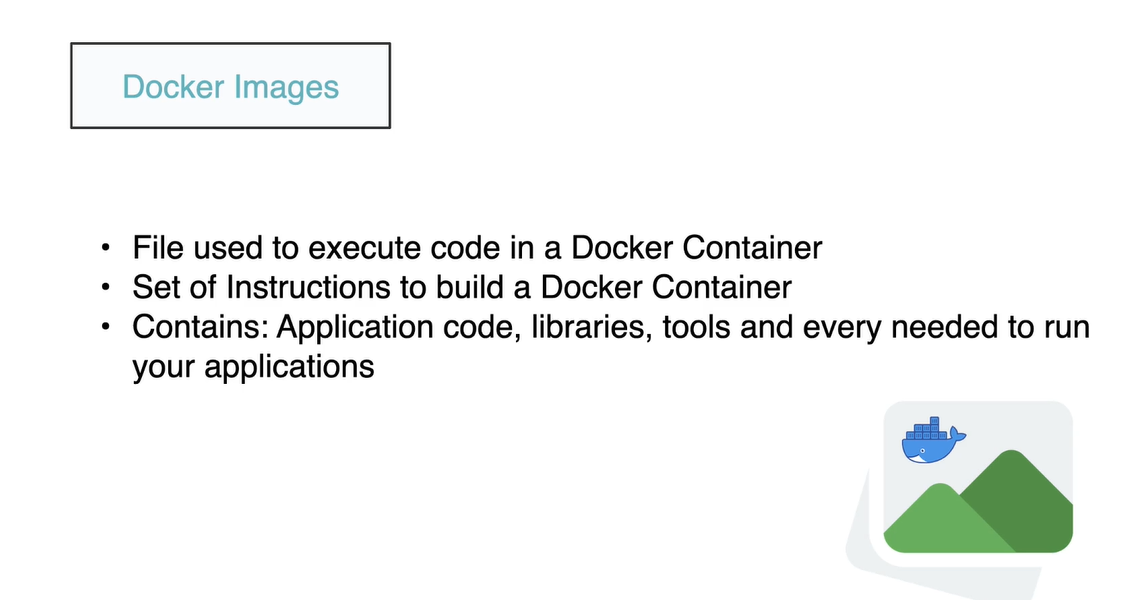 Docker Images
• File used to execute code in a Docker Container
• Set of Instructions to build a Docker Container
• Contains: Application code, libraries, tools and every needed to run
your applications